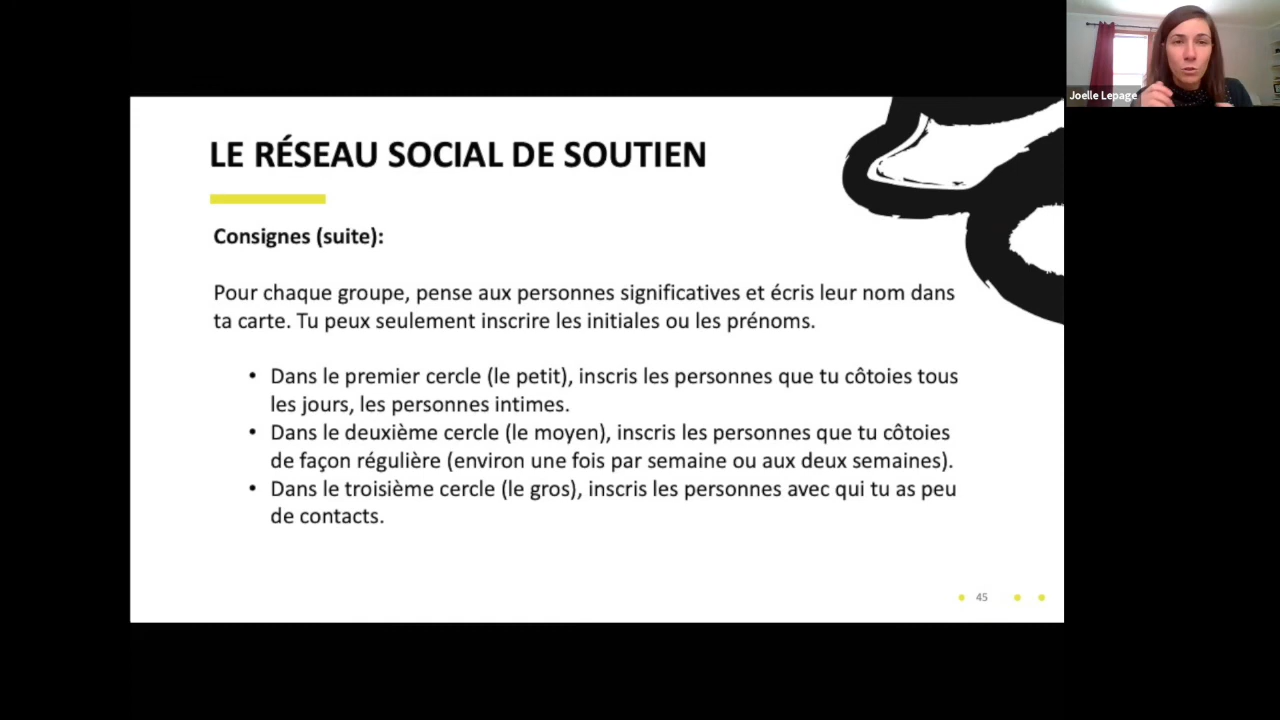 Joelle Lepage
LE RÉSEAU SOCIAL DE SOUTIEN
Consignes (suite):
Pour chaque groupe, pense aux personnes significatives et écris leur nom dans
ta carte. Tu peux seulement inscrire les initiales ou les prénoms.
• Dans le premier cercle (le petit), inscris les personnes que tu côtoies tous
les jours, les personnes intimes.
• Dans le deuxième cercle (le moyen), inscris les personnes que tu côtoies
de façon régulière (environ une fois par semaine ou aux deux semaines).
• Dans le troisième cercle (le gros), inscris les personnes avec qui tu as peu
de contacts.
45